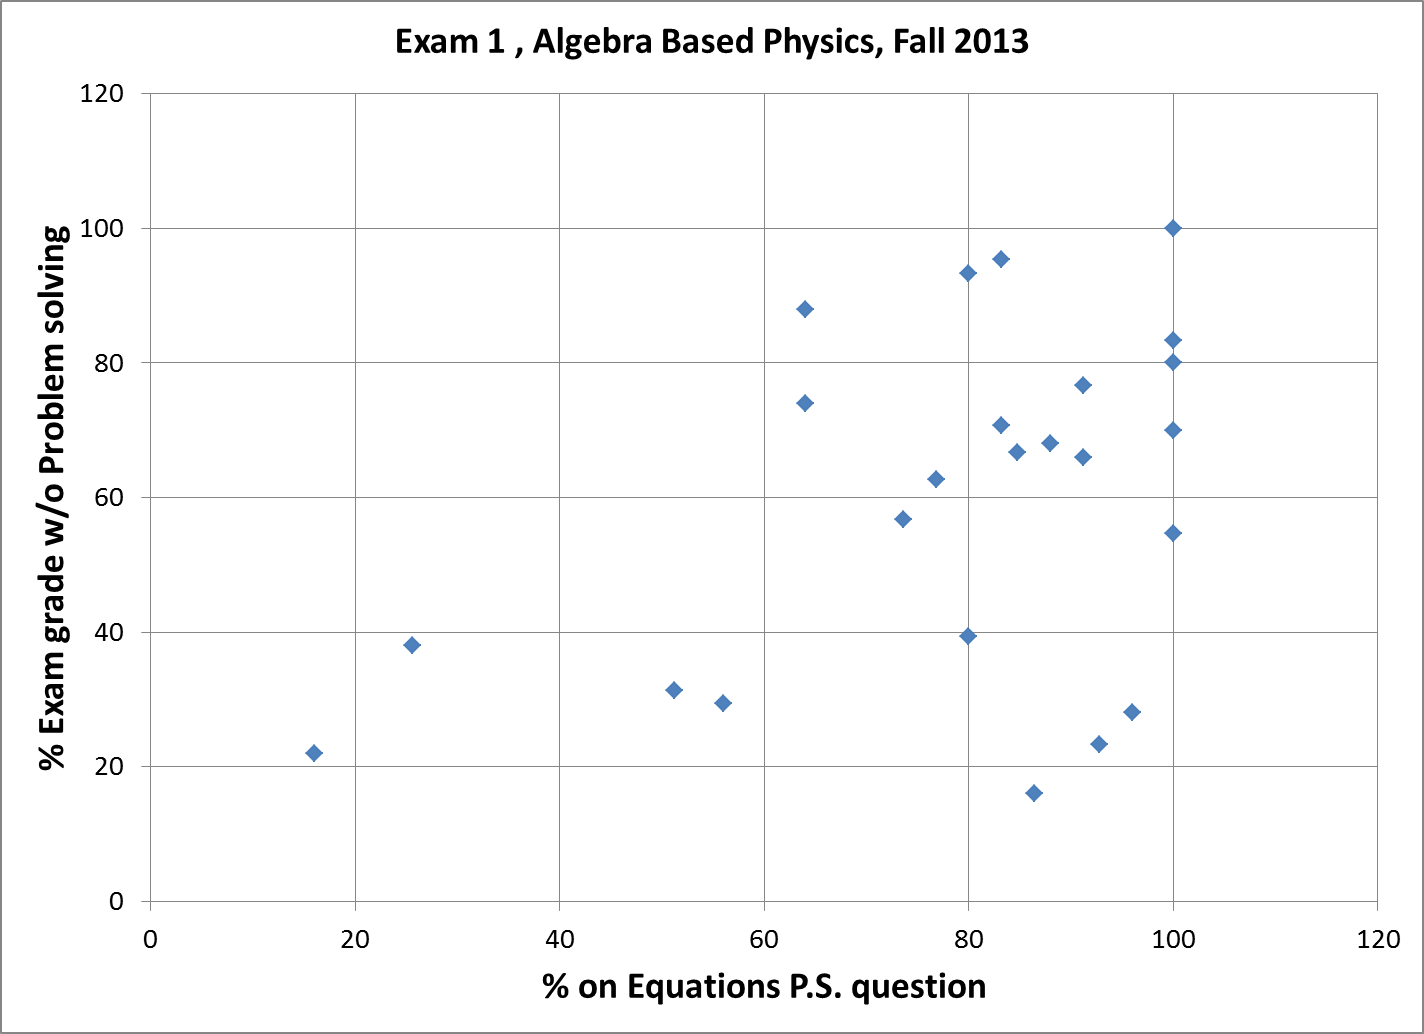 Exam 1 , Algebra Based Physics, Fall 2013
% Exam grade w/o Problem solving
120
100
80
60
40
20
0
0 20 40 60 80 100 120
% on Equations P.S. question